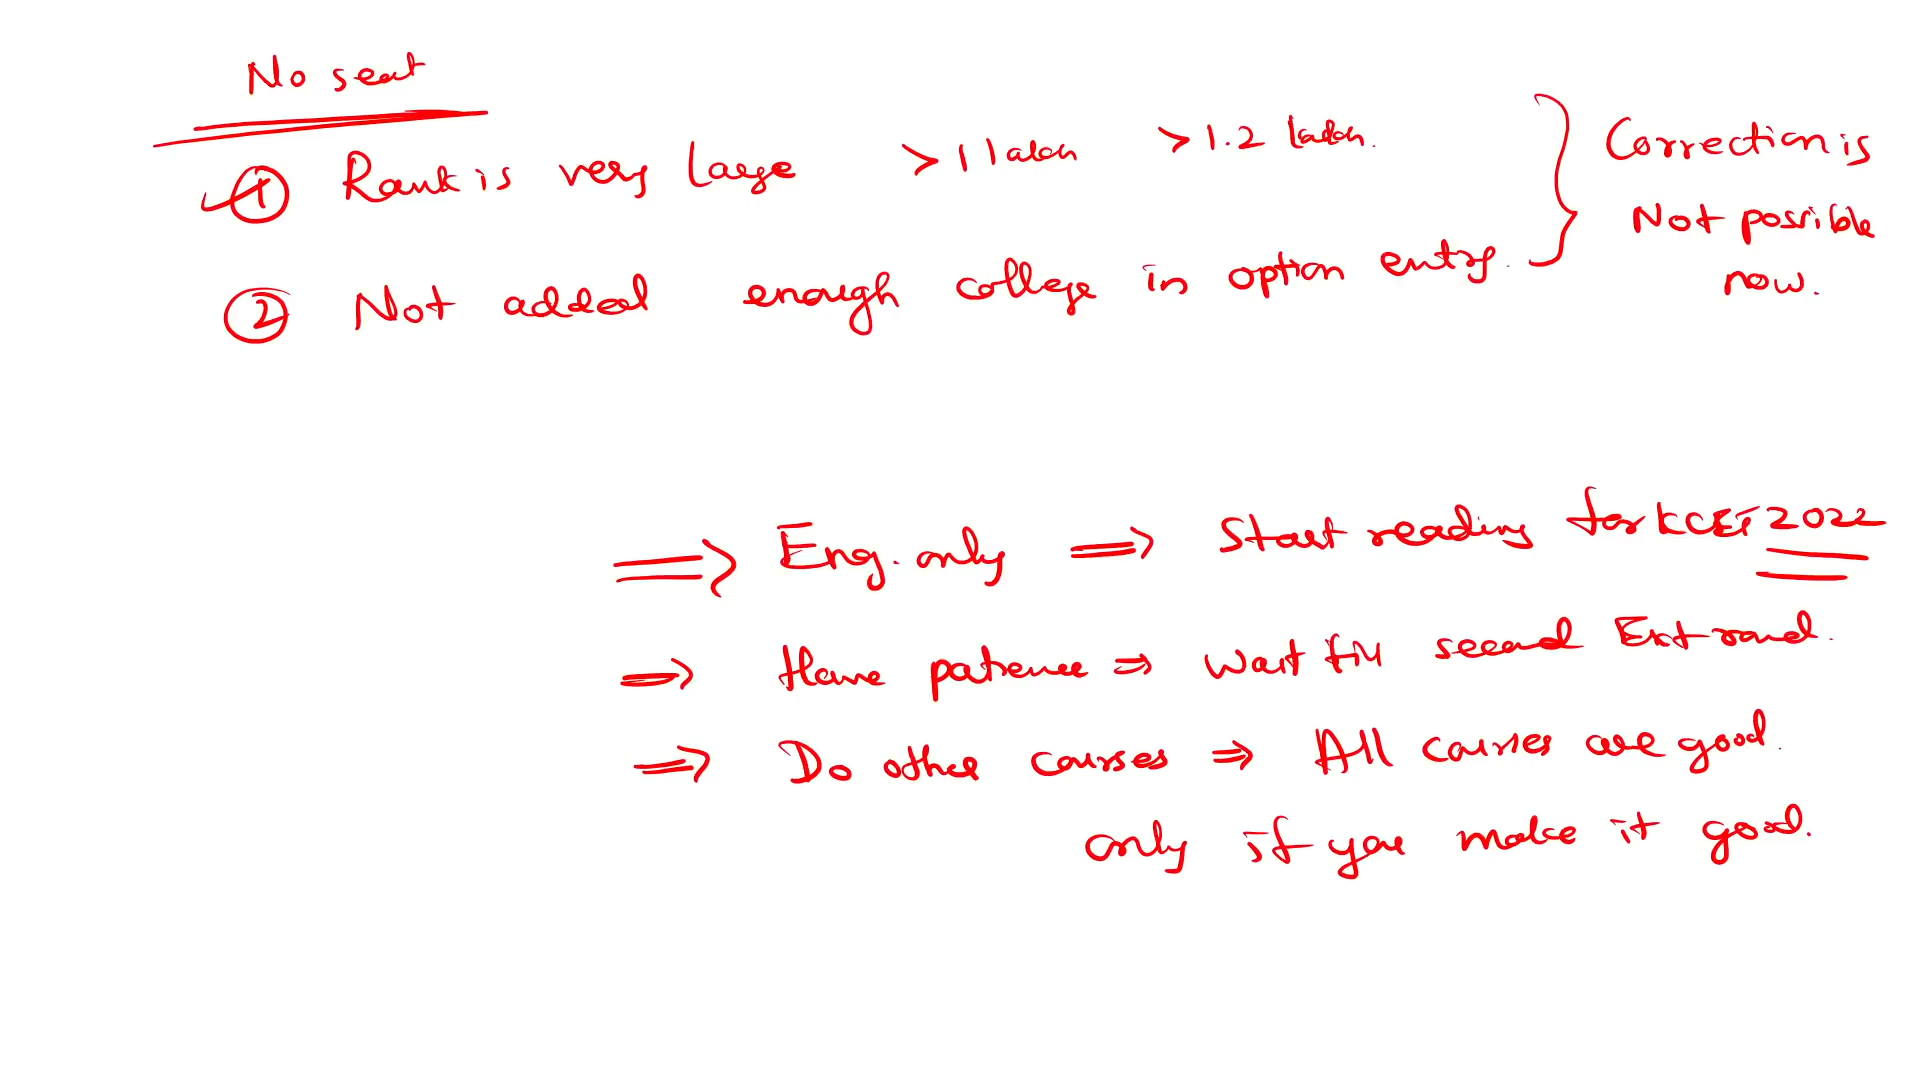 No seat
① Rank is very large > 1 lakh > 1.2 lakh.
② Not added enough college in option entry.
Correction is
Not possible
now.
⇒ Eng. only ⇒ Start reading for KCET 2022
⇒ Have patience ⇒ Wait till second Ext round.
⇒ Do other courses ⇒ All courses are good.
only if you make it good.